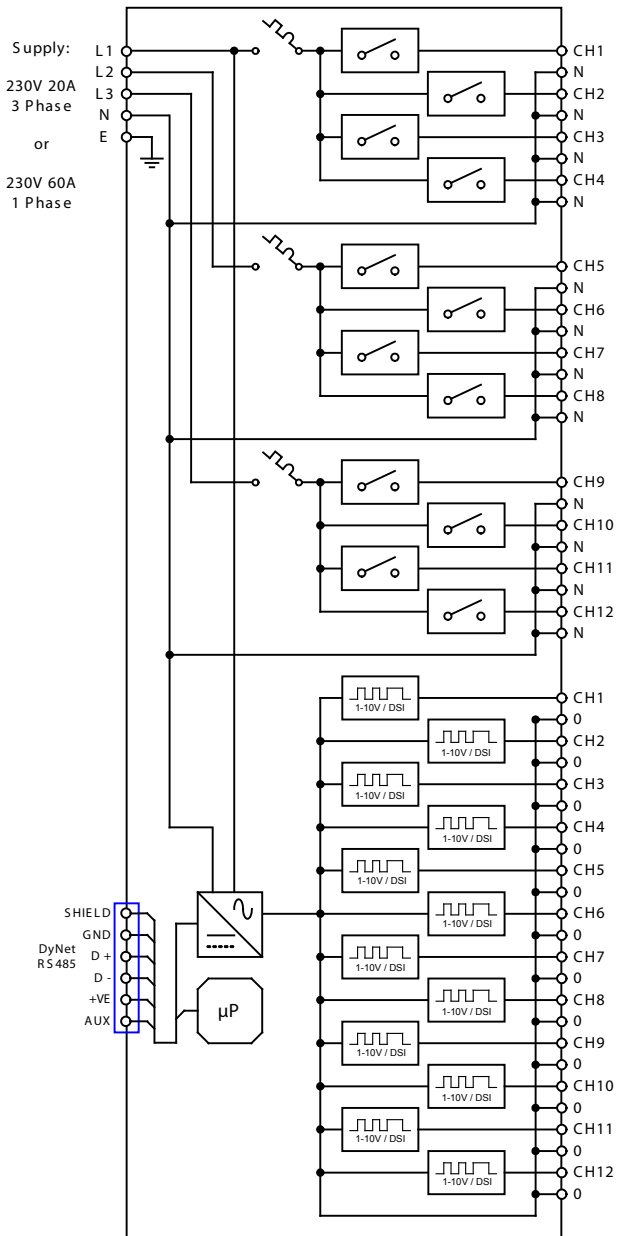 Supply:
230V 20A
3 Phase
or
230V 60A
1 Phase
L1
L2
L3
N
E
CH1
N
CH2
N
CH3
N
CH4
N
CH5
N
CH6
N
CH7
N
CH8
N
CH9
N
CH10
N
CH11
N
CH12
N
1-10V / DSI
CH1
0
1-10V / DSI
CH2
0
1-10V / DSI
CH3
0
1-10V / DSI
CH4
0
1-10V / DSI
CH5
0
1-10V / DSI
CH6
0
1-10V / DSI
CH7
0
1-10V / DSI
CH8
0
1-10V / DSI
CH9
0
1-10V / DSI
CH10
0
1-10V / DSI
CH11
0
1-10V / DSI
CH12
0
DyNet
RS485
SHIELD
GND
D +
D -
+VE
AUX
µP